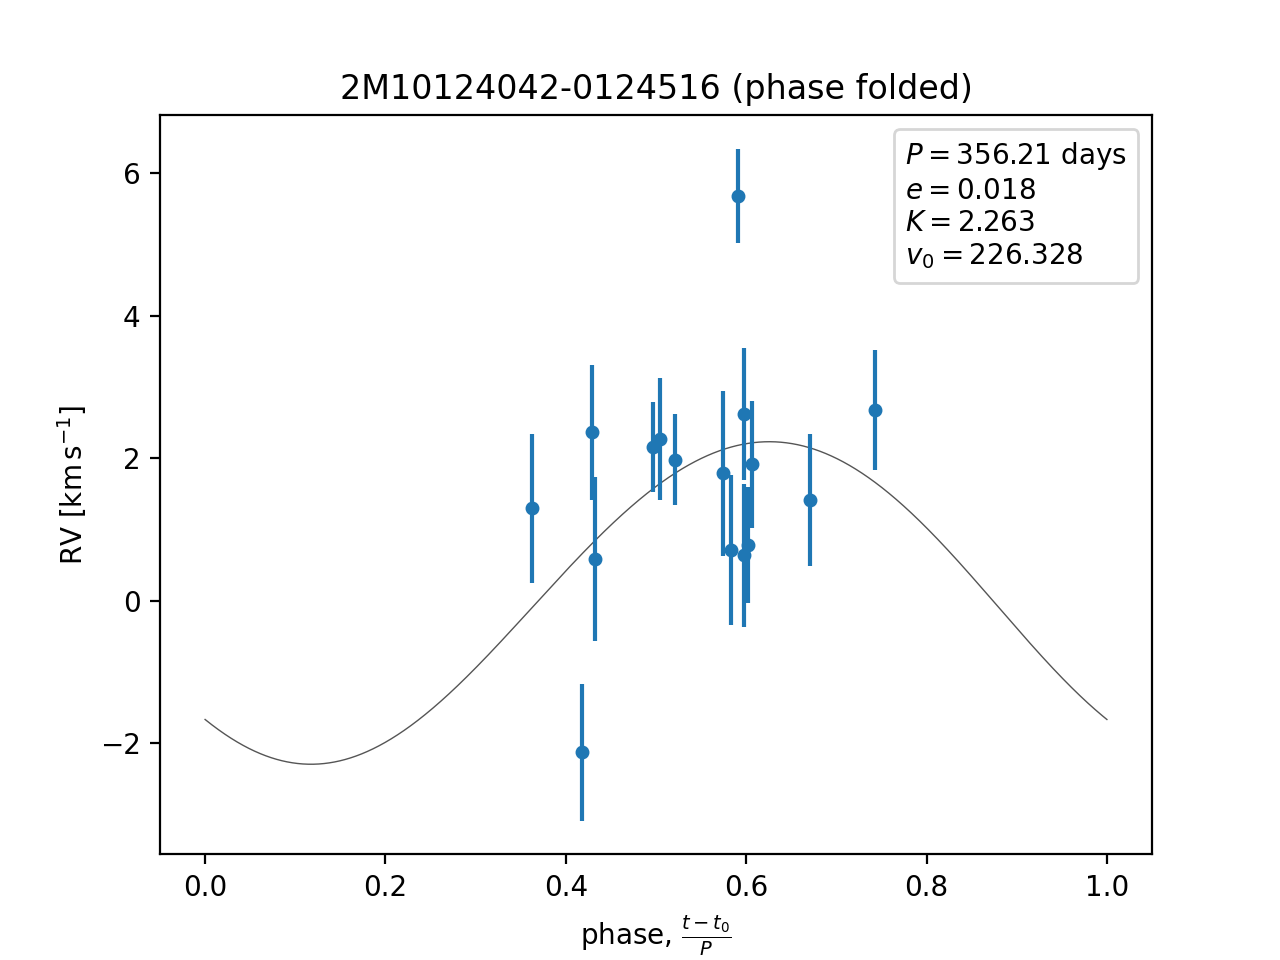 2M10124042-0124516 (phase folded)
P = 356.21 days
e = 0.018
K = 2.263
v₀ = 226.328
6
4
2
0
−2
RV [km s⁻¹]
0.0 0.2 0.4 0.6 0.8 1.0
phase, (t − t₀)/P